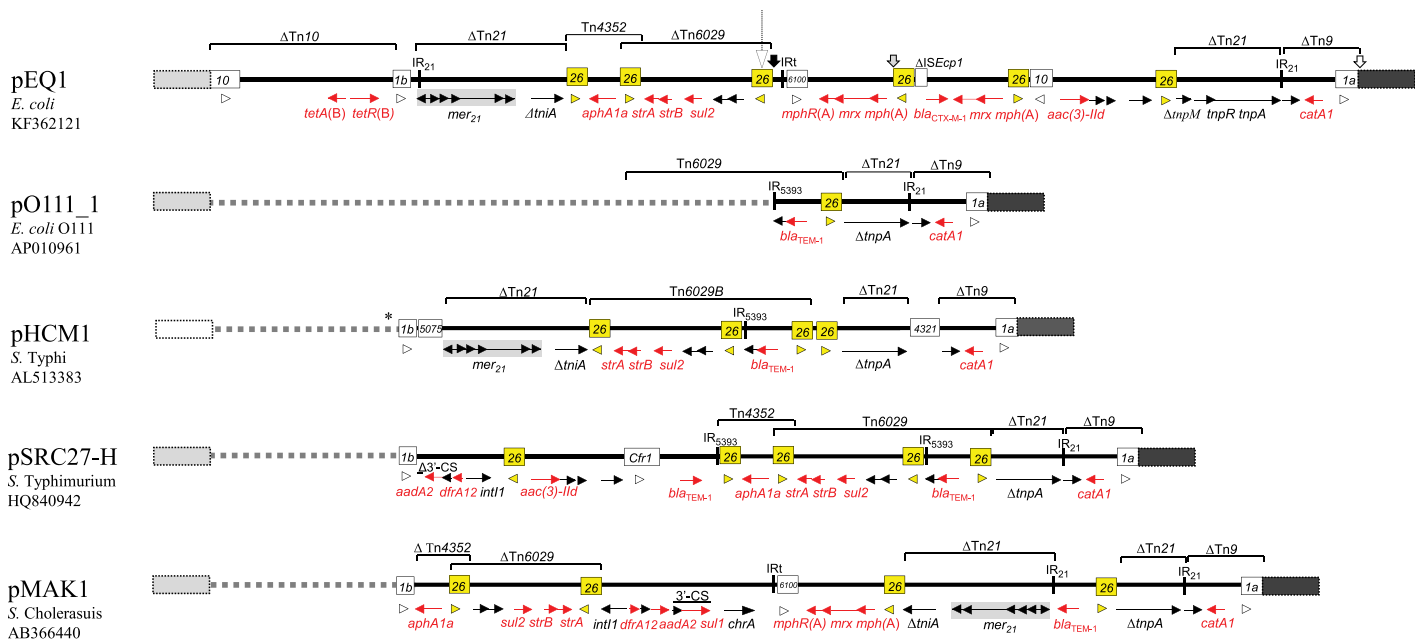 ΔTn10 ΔTn21 Tn4352 ΔTn6029 ΔTn21 ΔTn9
IR21 IRt ΔISEcp1 IR21
pEQ1 10 1b 26 26 26 6100 26 26 10 26 1a
E. coli
KF362121
tetA(B) tetR(B) mer21 ΔtniA aphA1a strA strB sul2 mphR(A) mrx mph(A) blaCTX-M-1 mrx mph(A) aac(3)-IId ΔtnpM tnpR tnpA catA1
Tn6029 ΔTn21 ΔTn9
IR5393 IR21
pO111_1 26 1a
E. coli O111
AP010961
blaTEM-1 ΔtnpA catA1
ΔTn21 Tn6029B ΔTn21 ΔTn9
* IR5393
pHCM1 1b 5075 26 26 26 26 4321 1a
S. Typhi
AL513383
mer21 ΔtniA strA strB sul2 blaTEM-1 ΔtnpA catA1
Tn4352 Tn6029 ΔTn21 ΔTn9
IR5393 IR5393 IR21
pSRC27-H 1b 26 Cfr1 26 26 26 26 1a
S. Typhimurium
HQ840942
Δ3'-CS
aadA2 dfrA12 intI1 aac(3)-IId blaTEM-1 aphA1a strA strB sul2 blaTEM-1 ΔtnpA catA1
Δ Tn4352 ΔTn6029 ΔTn21 ΔTn21 ΔTn9
IRt IR21 IR21
pMAK1 1b 26 26 6100 26 26 1a
S. Cholerasuis
AB366440
3'-CS
aphA1a sul2 strB strA intI1 dfrA12 aadA2 sul1 chrA mphR(A) mrx mph(A) ΔtniA mer21 blaTEM-1 ΔtnpA catA1